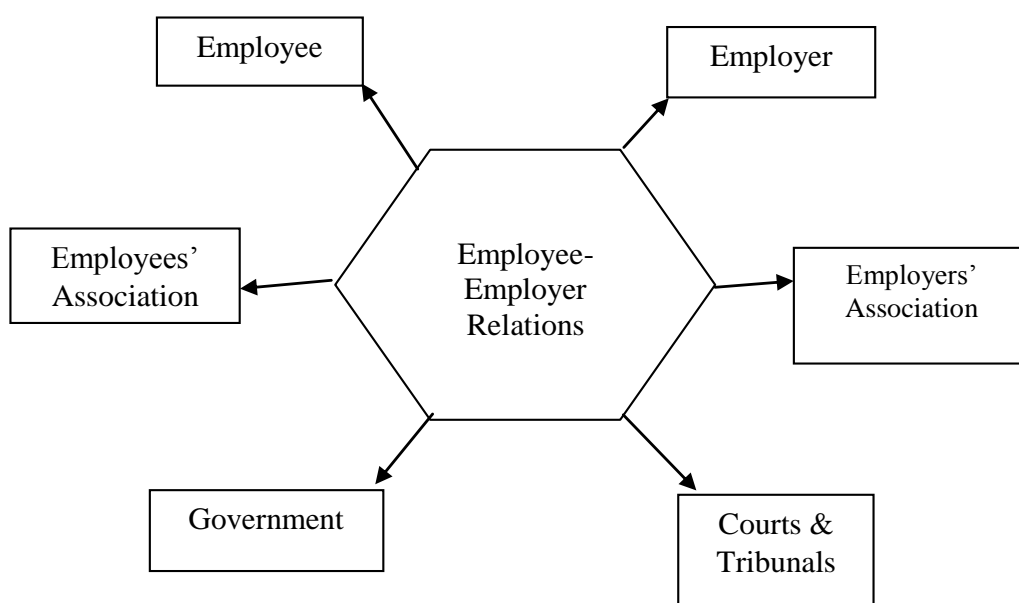 Employee
Employer
Employees’
Association
Employee-
Employer
Relations
Employers’
Association
Government
Courts &
Tribunals